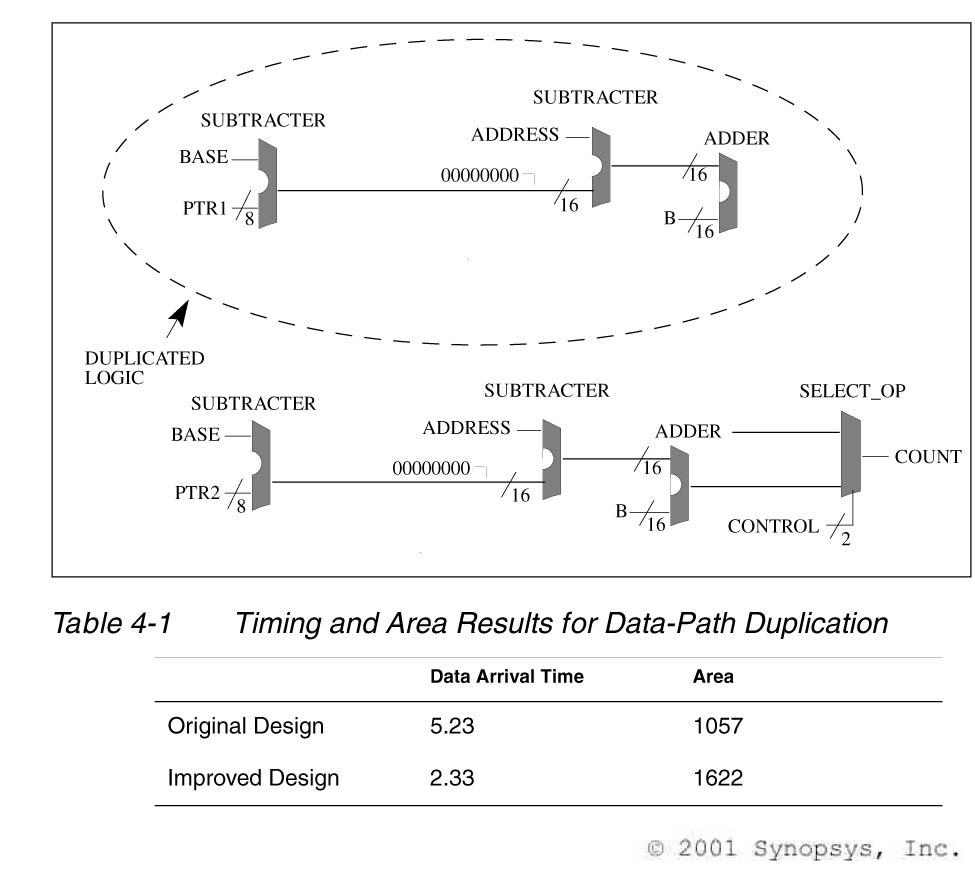 SUBTRACTER
SUBTRACTER
ADDRESS
ADDER
BASE
00000000
16
16
PTR1
8
B
16
DUPLICATED
LOGIC
SUBTRACTER
SUBTRACTER
SELECT_OP
BASE
ADDRESS
ADDER
COUNT
00000000
16
16
PTR2
8
B
16
CONTROL
2
Table 4-1 Timing and Area Results for Data-Path Duplication
Data Arrival Time Area
Original Design 5.23 1057
Improved Design 2.33 1622
© 2001 Synopsys, Inc.